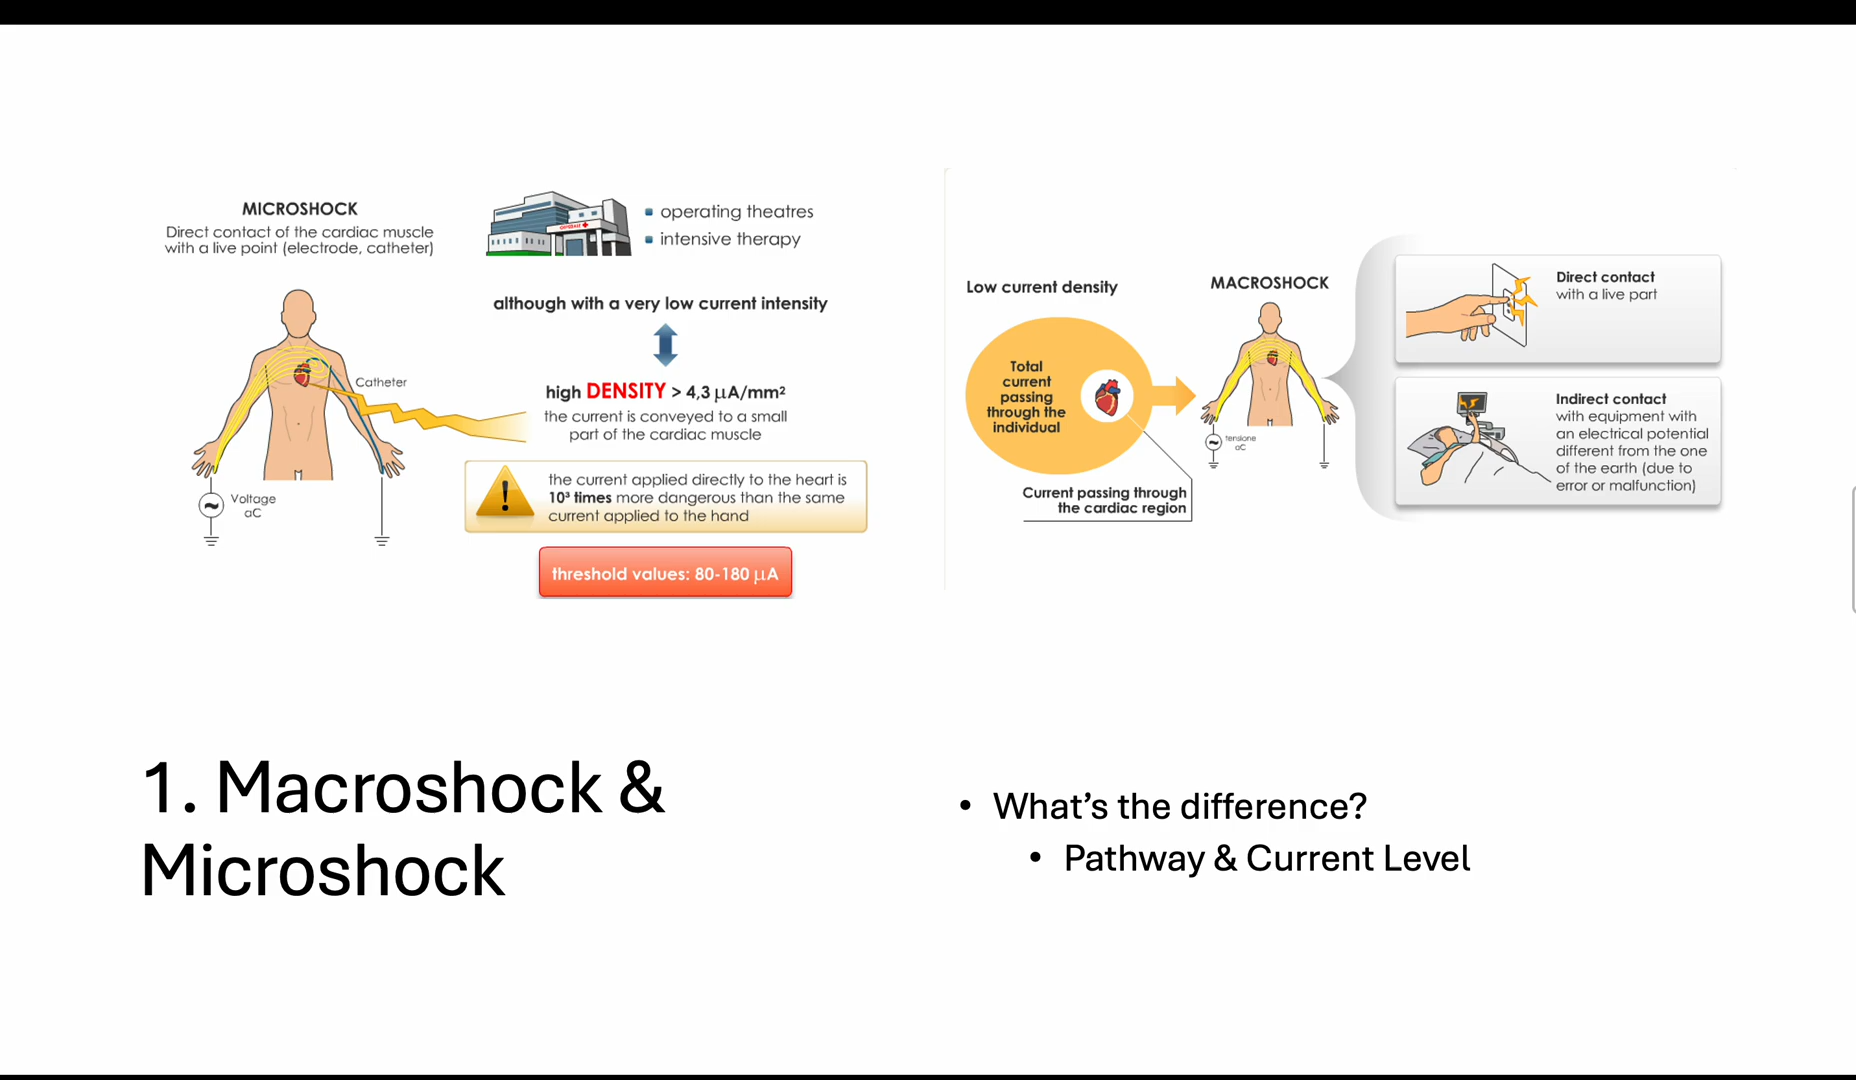 MICROSHOCK
Direct contact of the cardiac muscle
with a live point (electrode, catheter)
▪ operating theatres
▪ intensive therapy
although with a very low current intensity
Catheter
high DENSITY > 4,3 µA/mm²
the current is conveyed to a small
part of the cardiac muscle
Voltage
aC
!
the current applied directly to the heart is
10³ times more dangerous than the same
current applied to the hand
threshold values: 80-180 µA
Low current density
Total
current
passing
through the
individual
Current passing through
the cardiac region
MACROSHOCK
tensione
aC
Direct contact
with a live part
Indirect contact
with equipment with
an electrical potential
different from the one
of the earth (due to
error or malfunction)
1. Macroshock &
Microshock
• What’s the difference?
• Pathway & Current Level